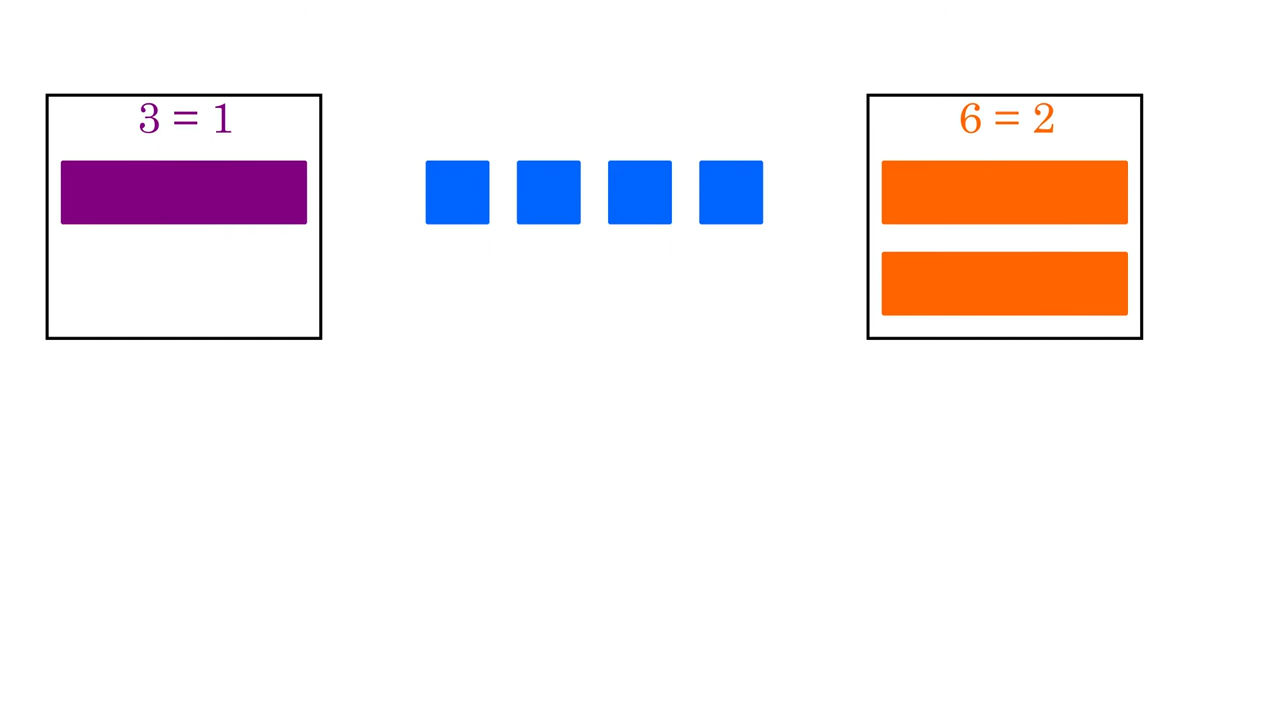 3 = 1
6 = 2